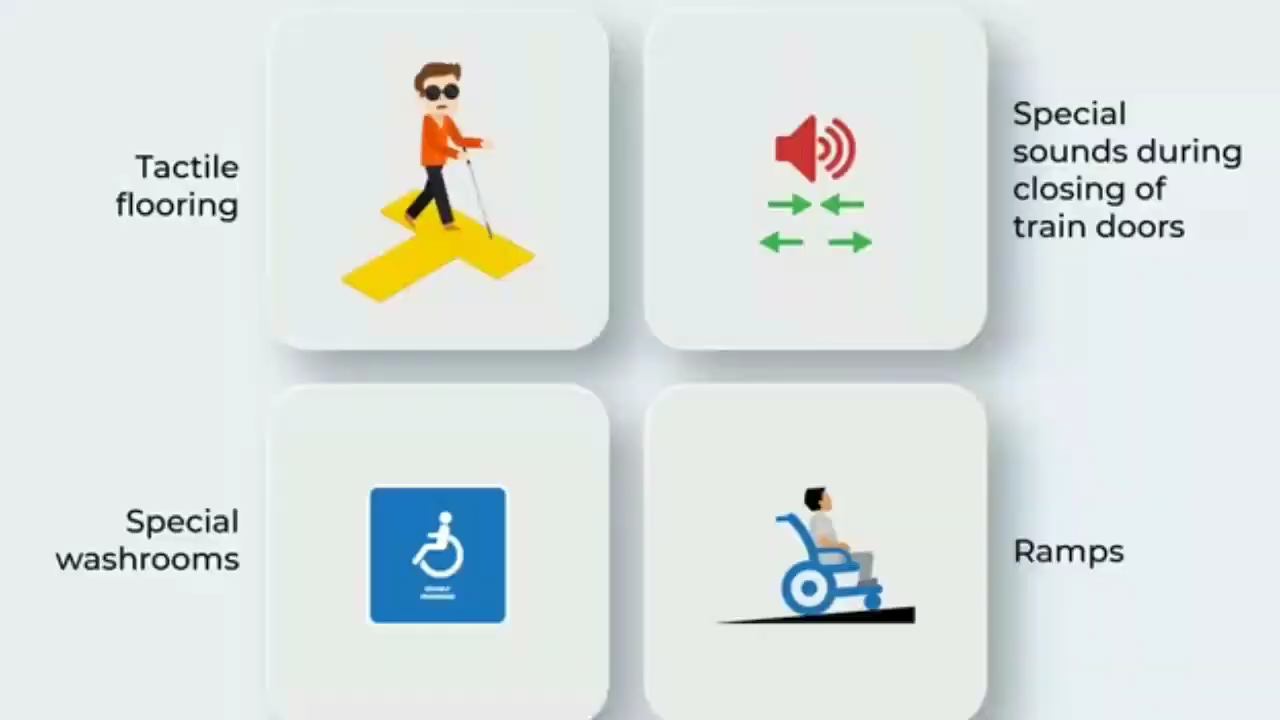 Tactile
flooring
Special
sounds during
closing of
train doors
Special
washrooms
Ramps